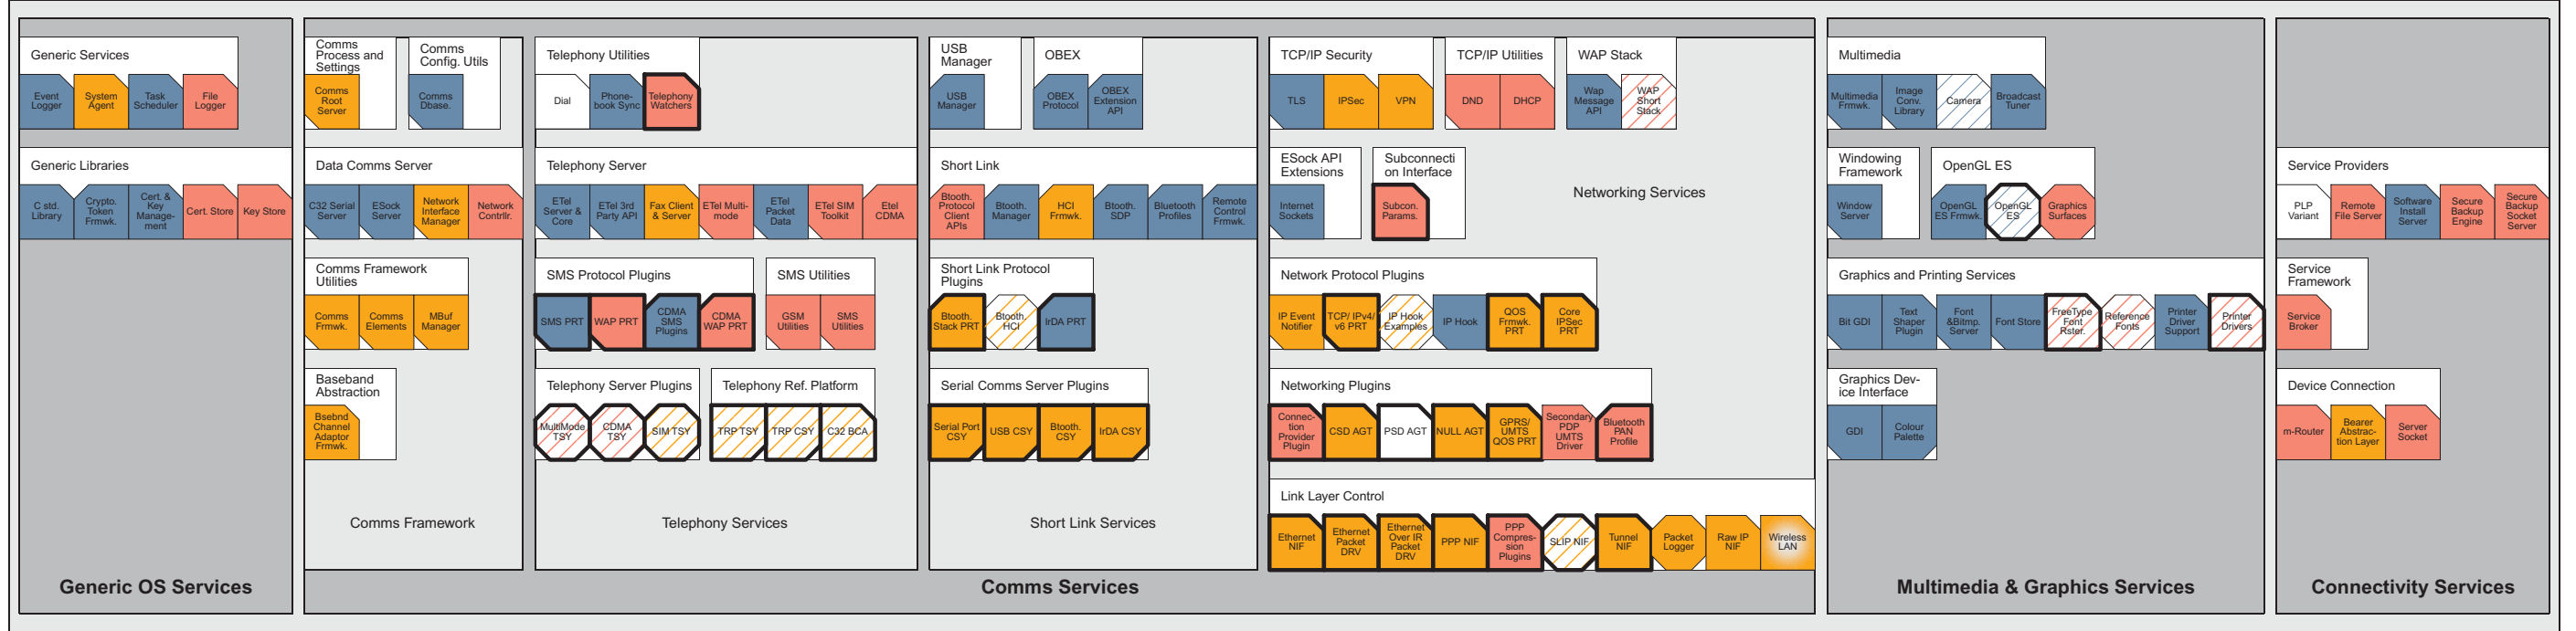 Generic Services
Event
Logger
System
Agent
Task
Scheduler
File
Logger
Generic Libraries
C std.
Library
Crypto.
Token
Frmwk.
Cert. &
Key
Manage-
ment
Cert. Store
Key Store
Generic OS Services
Comms
Process and
Settings
Comms
Root
Server
Comms
Config. Utils
Comms
Dbase.
Data Comms Server
C32 Serial
Server
ESock
Server
Network
Interface
Manager
Network
Contrllr.
Comms Framework
Utilities
Comms
Frmwk.
Comms
Elements
MBuf
Manager
Baseband
Abstraction
Bsebnd
Channel
Adaptor
Frmwk.
Comms Framework
Telephony Utilities
Dial
Phone-
book Sync
Telephony
Watchers
Telephony Server
ETel
Server &
Core
ETel 3rd
Party API
Fax Client
& Server
ETel Multi-
mode
ETel
Packet
Data
ETel SIM
Toolkit
Etel
CDMA
SMS Protocol Plugins
SMS PRT
WAP PRT
CDMA
SMS
Plugins
CDMA
WAP PRT
SMS Utilities
GSM
Utilities
SMS
Utilities
Telephony Server Plugins
MultiMode
TSY
CDMA
TSY
SIM TSY
Telephony Ref. Platform
TRP TSY
TRP CSY
C32 BCA
Telephony Services
USB
Manager
USB
Manager
OBEX
OBEX
Protocol
OBEX
Extension
API
Short Link
Btooth.
Protocol
Client
APIs
Btooth.
Manager
HCI
Frmwk.
Btooth.
SDP
Bluetooth
Profiles
Remote
Control
Frmwk.
Short Link Protocol
Plugins
Btooth.
Stack PRT
Btooth.
HCI
IrDA PRT
Serial Comms Server Plugins
Serial Port
CSY
USB CSY
Btooth.
CSY
IrDA CSY
Short Link Services
TCP/IP Security
TLS
IPSec
VPN
TCP/IP Utilities
DND
DHCP
WAP Stack
Wap
Message
API
WAP
Short
Stack
ESock API
Extensions
Internet
Sockets
Subconnecti
on Interface
Subcon.
Params.
Networking Services
Network Protocol Plugins
IP Event
Notifier
TCP/ IPv4/
v6 PRT
IP Hook
Examples
IP Hook
QOS
Frmwk.
PRT
Core
IPSec
PRT
Networking Plugins
Connec-
tion
Provider
Plugin
CSD AGT
PSD AGT
NULL AGT
GPRS/
UMTS
QOS PRT
Secondary
PDP
UMTS
Driver
Bluetooth
PAN
Profile
Link Layer Control
Ethernet
NIF
Ethernet
Packet
DRV
Ethernet
Over IR
Packet
DRV
PPP NIF
PPP
Compres-
sion
Plugins
SLIP NIF
Tunnel
NIF
Packet
Logger
Raw IP
NIF
Wireless
LAN
Comms Services
Multimedia
Multimedia
Frmwk.
Image
Conv.
Library
Camera
Broadcast
Tuner
Windowing
Framework
Window
Server
OpenGL ES
OpenGL
ES Frmwk.
OpenGL
ES
Graphics
Surfaces
Graphics and Printing Services
Bit GDI
Text
Shaper
Plugin
Font
&Bitmp.
Server
Font Store
FreeType
Font
Rster.
Reference
Fonts
Printer
Driver
Support
Printer
Drivers
Graphics Dev-
ice Interface
GDI
Colour
Palette
Multimedia & Graphics Services
Service Providers
PLP
Variant
Remote
File Server
Software
Install
Server
Secure
Backup
Engine
Secure
Backup
Socket
Server
Service
Framework
Service
Broker
Device Connection
m-Router
Bearer
Abstrac-
tion Layer
Server
Socket
Connectivity Services